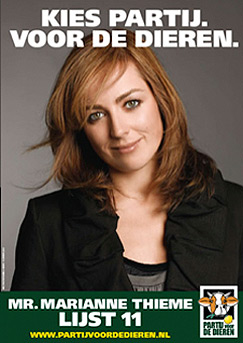 KIES PARTIJ.
VOOR DE DIEREN.
MR. MARIANNE THIEME
LIJST 11
WWW.PARTIJVOORDEDIEREN.NL
PARTIJ voor
DE DIEREN